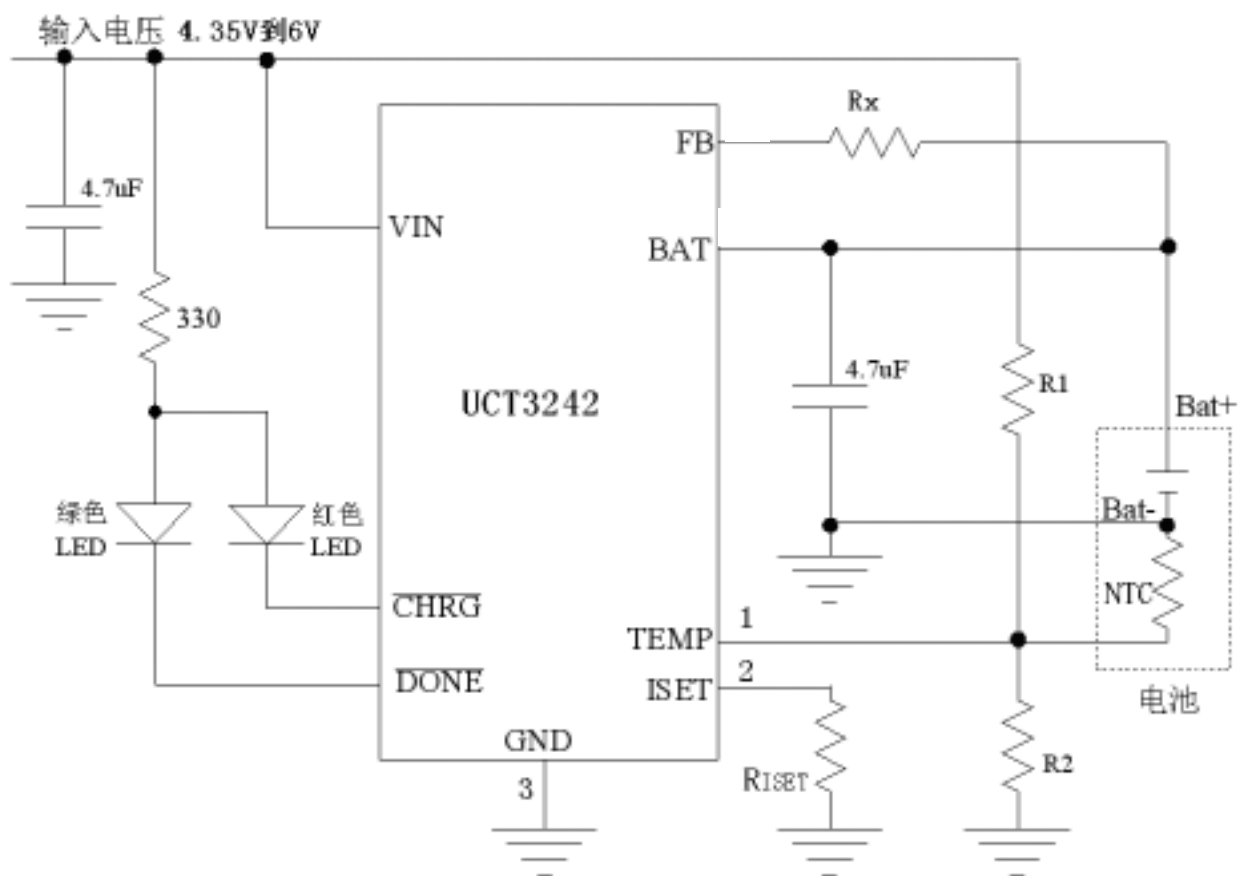 输入电压 4.35V到6V
Rx
FB
4.7uF
VIN
BAT
330
4.7uF
R1
UCT3242
Bat+
绿色
LED
红色
LED
Bat-
NTC
CHRG
1
TEMP
2
DONE
ISET
电池
GND
3
RISET
R2